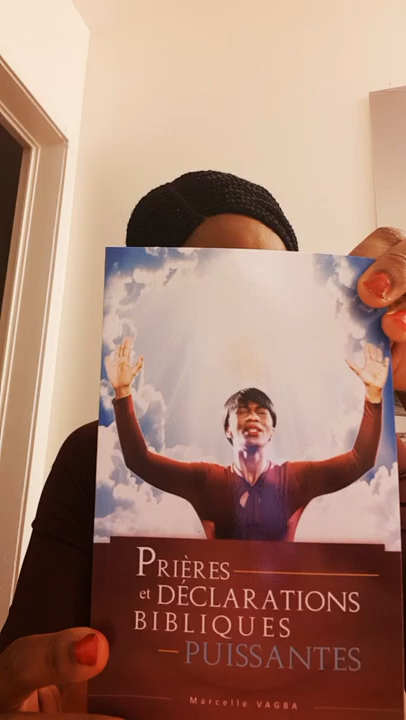 PRIÈRES
et DÉCLARATIONS
BIBLIQUES
PUISSANTES
Marcelle VAGBA